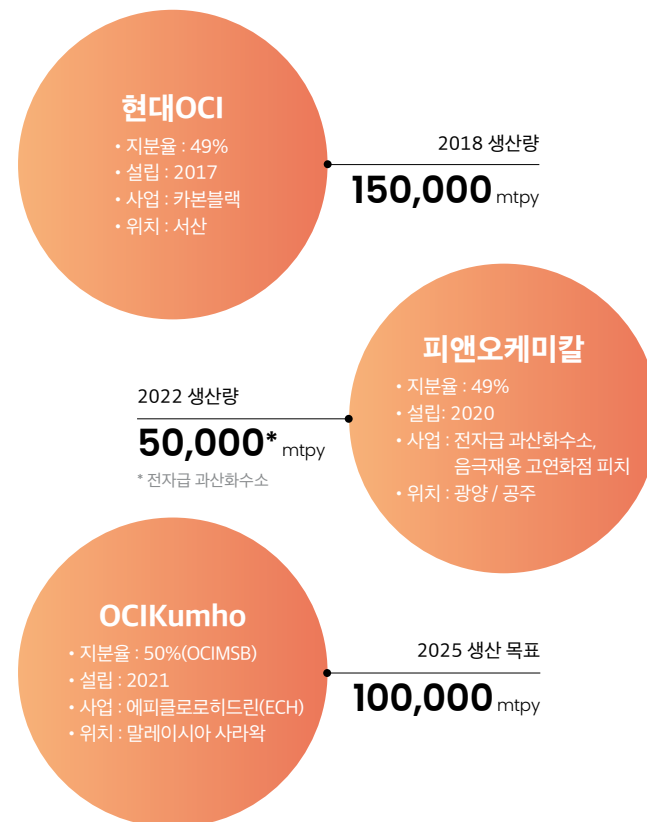 현대OCI
• 지분율 : 49%
• 설립 : 2017
• 사업 : 카본블랙
• 위치 : 서산
2018 생산량
150,000 mtpy
피앤오케미칼
• 지분율 : 49%
• 설립: 2020
• 사업 : 전자급 과산화수소,
음극재용 고연화점 피치
• 위치 : 광양 / 공주
2022 생산량
50,000* mtpy
* 전자급 과산화수소
OCIKumho
• 지분율 : 50%(OCIMSB)
• 설립 : 2021
• 사업 : 에피클로로히드린(ECH)
• 위치 : 말레이시아 사라왁
2025 생산 목표
100,000 mtpy